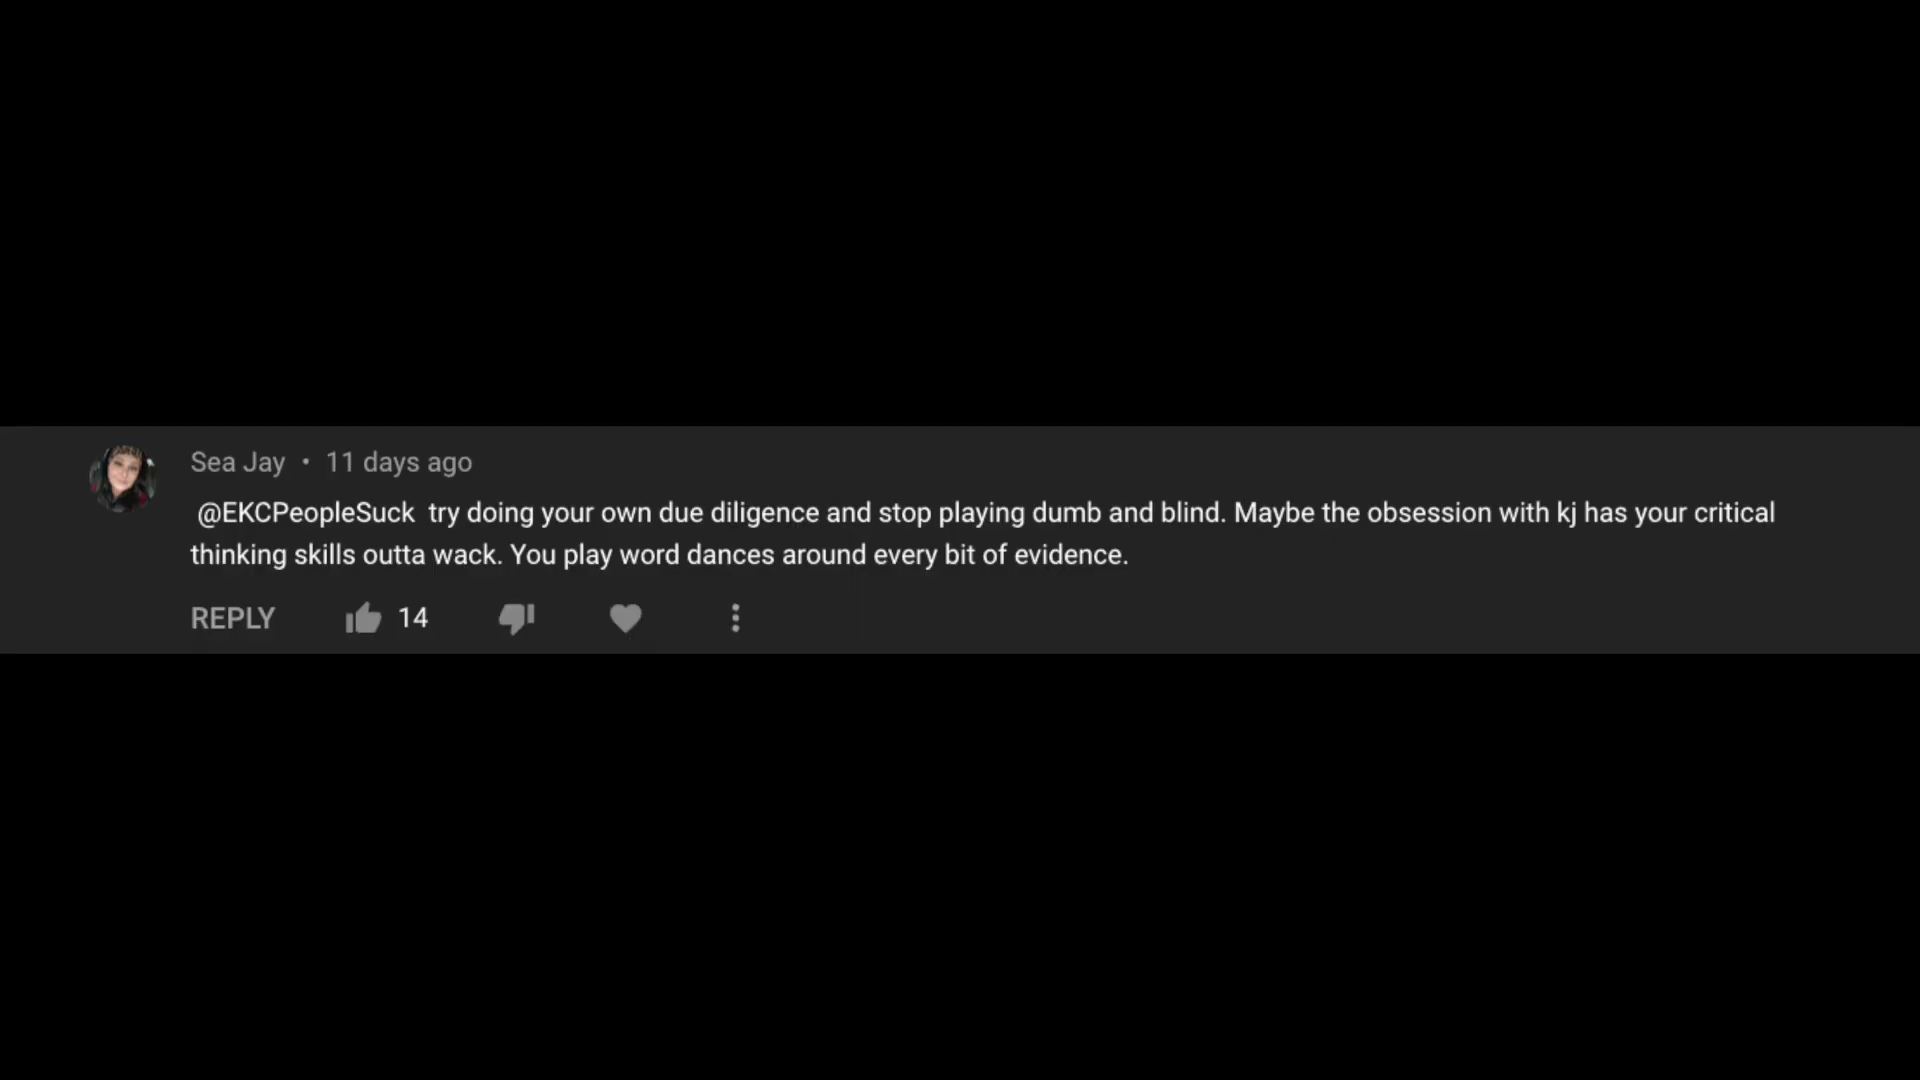 Sea Jay • 11 days ago
@EKCPeopleSuck try doing your own due diligence and stop playing dumb and blind. Maybe the obsession with kj has your critical
thinking skills outta wack. You play word dances around every bit of evidence.
REPLY 14